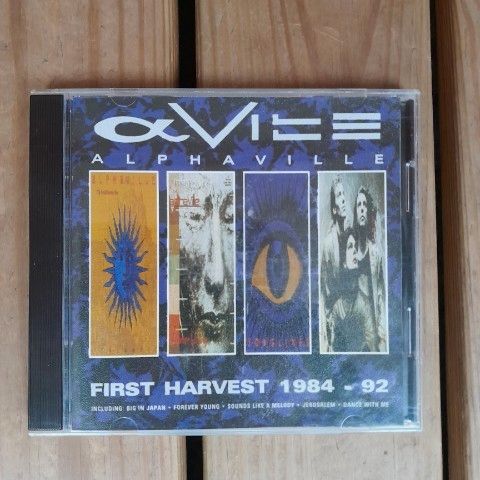 αVILLE
ALPHAVILLE
SONGLINES
FIRST HARVEST 1984 - 92
INCLUDING: BIG IN JAPAN • FOREVER YOUNG • SOUNDS LIKE A MELODY • JERUSALEM • DANCE WITH ME